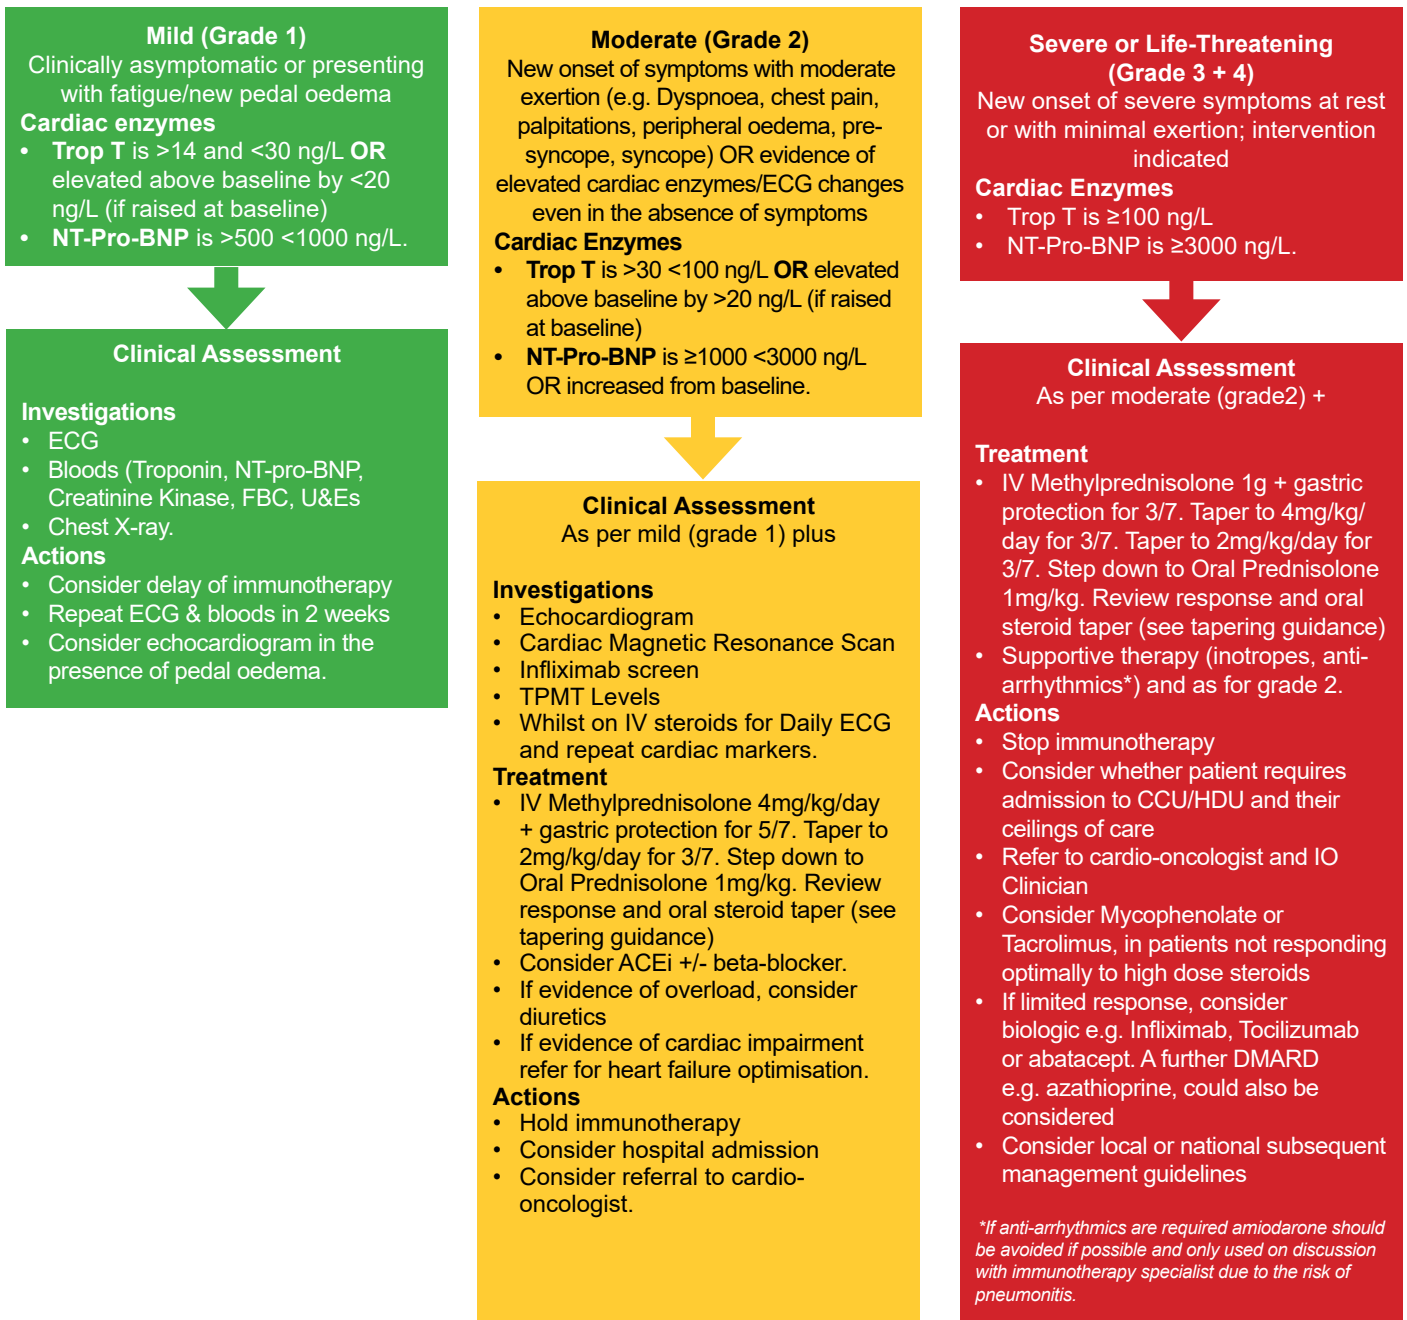 Mild (Grade 1)
Clinically asymptomatic or presenting
with fatigue/new pedal oedema
Cardiac enzymes
• Trop T is >14 and <30 ng/L OR
elevated above baseline by <20
ng/L (if raised at baseline)
• NT-Pro-BNP is >500 <1000 ng/L.
Clinical Assessment
Investigations
• ECG
• Bloods (Troponin, NT-pro-BNP,
Creatinine Kinase, FBC, U&Es
• Chest X-ray.
Actions
• Consider delay of immunotherapy
• Repeat ECG & bloods in 2 weeks
• Consider echocardiogram in the
presence of pedal oedema.
Moderate (Grade 2)
New onset of symptoms with moderate
exertion (e.g. Dyspnoea, chest pain,
palpitations, peripheral oedema, pre-
syncope, syncope) OR evidence of
elevated cardiac enzymes/ECG changes
even in the absence of symptoms
Cardiac Enzymes
• Trop T is >30 <100 ng/L OR elevated
above baseline by >20 ng/L (if raised
at baseline)
• NT-Pro-BNP is ≥1000 <3000 ng/L
OR increased from baseline.
Clinical Assessment
As per mild (grade 1) plus
Investigations
• Echocardiogram
• Cardiac Magnetic Resonance Scan
• Infliximab screen
• TPMT Levels
• Whilst on IV steroids for Daily ECG
and repeat cardiac markers.
Treatment
• IV Methylprednisolone 4mg/kg/day
+ gastric protection for 5/7. Taper to
2mg/kg/day for 3/7. Step down to
Oral Prednisolone 1mg/kg. Review
response and oral steroid taper (see
tapering guidance)
• Consider ACEi +/- beta-blocker.
• If evidence of overload, consider
diuretics
• If evidence of cardiac impairment
refer for heart failure optimisation.
Actions
• Hold immunotherapy
• Consider hospital admission
• Consider referral to cardio-
oncologist.
Severe or Life-Threatening
(Grade 3 + 4)
New onset of severe symptoms at rest
or with minimal exertion; intervention
indicated
Cardiac Enzymes
• Trop T is ≥100 ng/L
• NT-Pro-BNP is ≥3000 ng/L.
Clinical Assessment
As per moderate (grade2) +
Treatment
• IV Methylprednisolone 1g + gastric
protection for 3/7. Taper to 4mg/kg/
day for 3/7. Taper to 2mg/kg/day for
3/7. Step down to Oral Prednisolone
1mg/kg. Review response and oral
steroid taper (see tapering guidance)
• Supportive therapy (inotropes, anti-
arrhythmics*) and as for grade 2.
Actions
• Stop immunotherapy
• Consider whether patient requires
admission to CCU/HDU and their
ceilings of care
• Refer to cardio-oncologist and IO
Clinician
• Consider Mycophenolate or
Tacrolimus, in patients not responding
optimally to high dose steroids
• If limited response, consider
biologic e.g. Infliximab, Tocilizumab
or abatacept. A further DMARD
e.g. azathioprine, could also be
considered
• Consider local or national subsequent
management guidelines
*If anti-arrhythmics are required amiodarone should
be avoided if possible and only used on discussion
with immunotherapy specialist due to the risk of
pneumonitis.